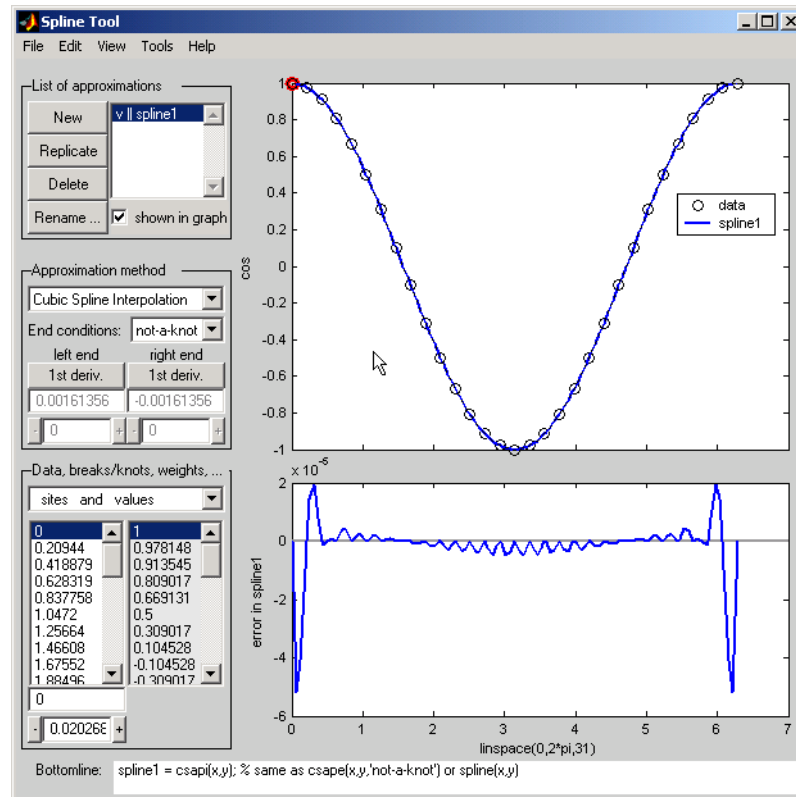 Spline Tool
File Edit View Tools Help
List of approximations
New
Replicate
Delete
Rename ...
v || spline1
shown in graph
Approximation method
Cubic Spline Interpolation
End conditions: not-a-knot
left end right end
1st deriv. 1st deriv.
0.00161356 -0.00161356
- 0 + - 0 +
Data, breaks/knots, weights, ...
sites and values
0 1
0.20944 0.978148
0.418879 0.913545
0.628319 0.809017
0.837758 0.669131
1.0472 0.5
1.25664 0.309017
1.46608 0.104528
1.67552 -0.104528
1.88496 -0.309017
0
- 0.020268 +
1
0.8
0.6
0.4
0.2
0
-0.2
-0.4
-0.6
-0.8
-1
cos
data
spline1
x 10⁻⁵
2
0
-2
-4
-6
error in spline1
0 1 2 3 4 5 6 7
linspace(0,2*pi,31)
Bottomline: spline1 = csapi(x,y); % same as csape(x,y,'not-a-knot') or spline(x,y)